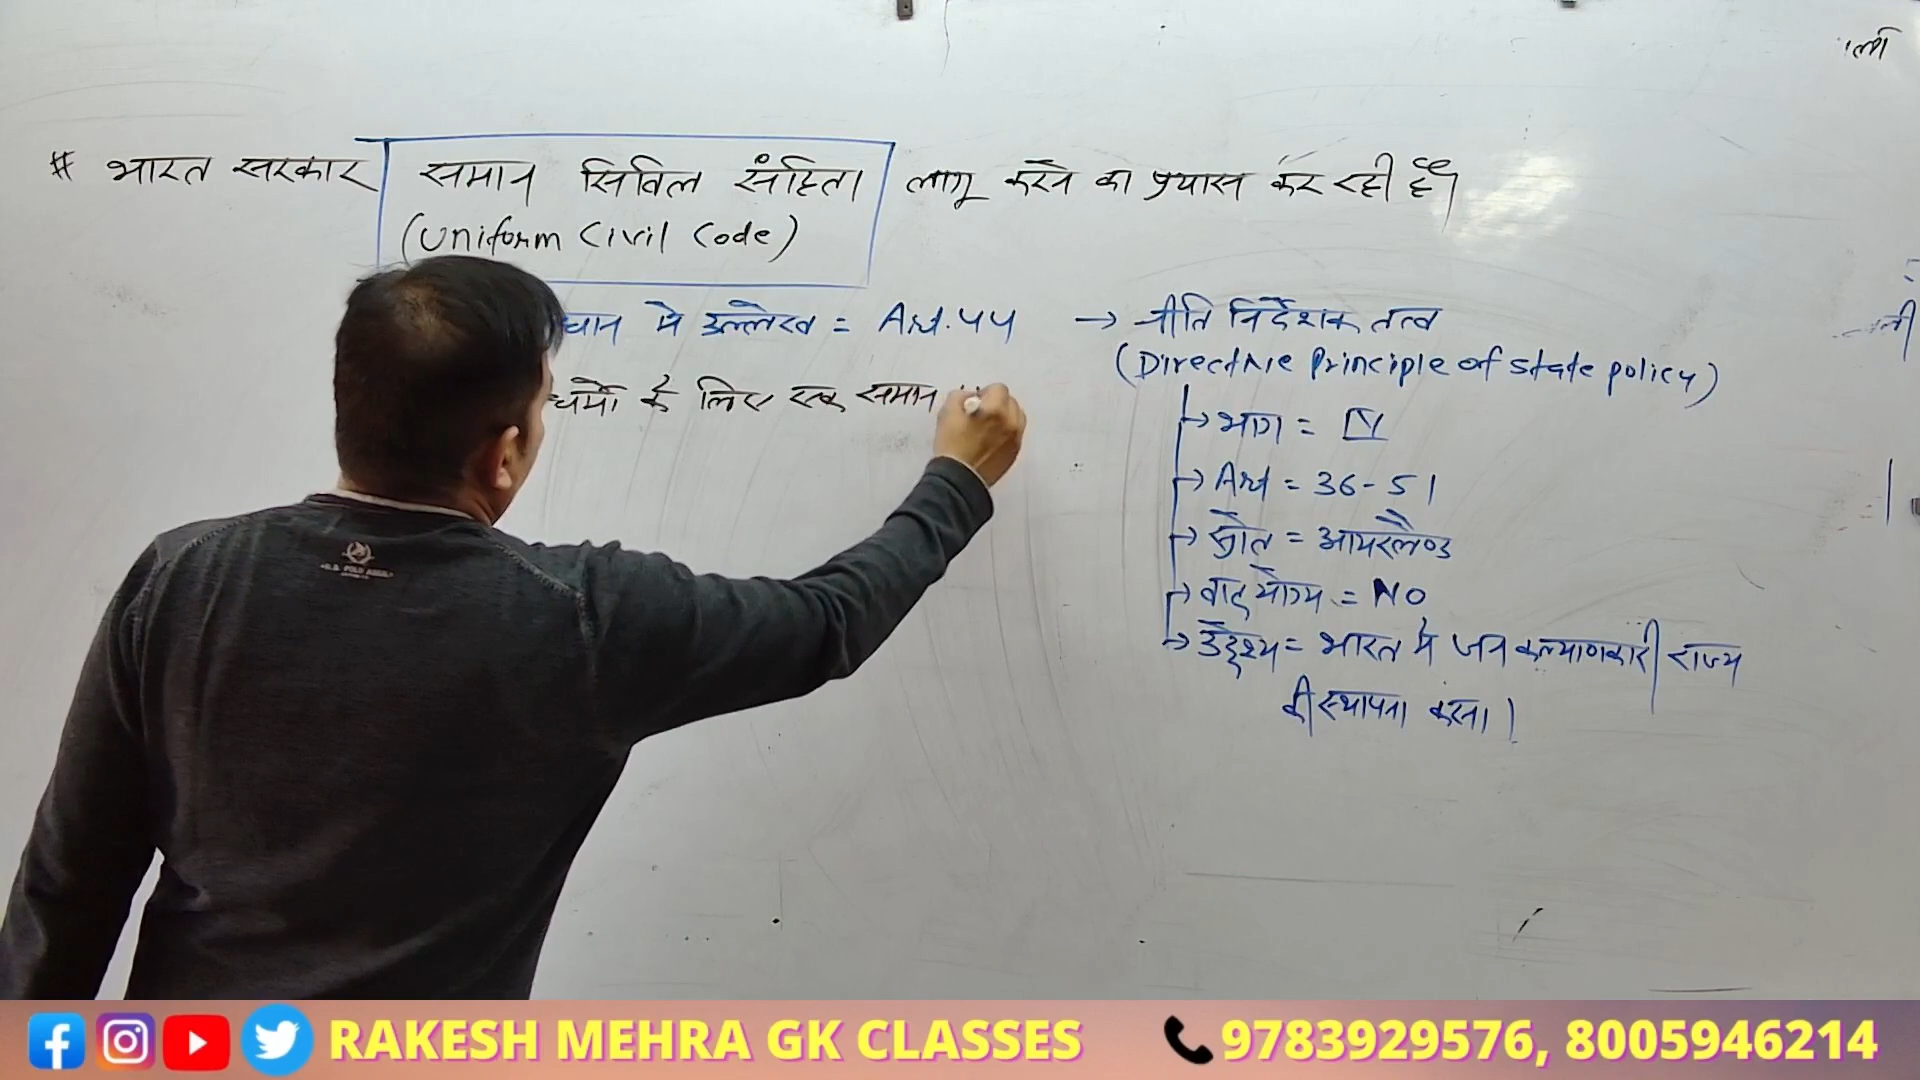 # भारत सरकार समान सिविल संहिता लागू करने का प्रयास कर रही है।
(Uniform Civil Code)
धान मे उल्लेख = Art. 44 → नीति निर्देशक तत्व
(Directive Principle of state policy)
धर्मो के लिए एक समान
→ भाग = IV
→ Art = 36-51
→ स्रोत = आयरलैण्ड
→ वाद योग्य = NO
→ उद्देश्य = भारत मे जन कल्याणकारी राज्य
की स्थापना करना।
RAKESH MEHRA GK CLASSES 9783929576, 8005946214